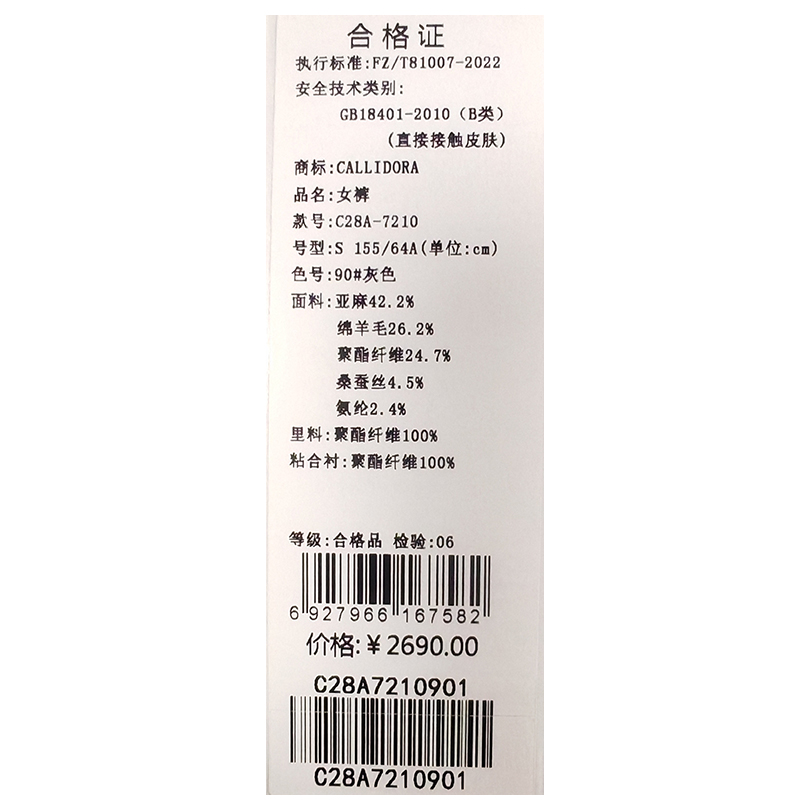 合格证
执行标准:FZ/T81007-2022
安全技术类别:
GB18401-2010（B类）
(直接接触皮肤)
商标:CALLIDORA
品名:女裤
款号:C28A-7210
号型:S 155/64A(单位:cm)
色号:90#灰色
面料:亚麻42.2%
绵羊毛26.2%
聚酯纤维24.7%
桑蚕丝4.5%
氨纶2.4%
里料:聚酯纤维100%
粘合衬:聚酯纤维100%
等级:合格品 检验:06
6 927966 167582
价格:¥2690.00
C28A7210901
C28A7210901